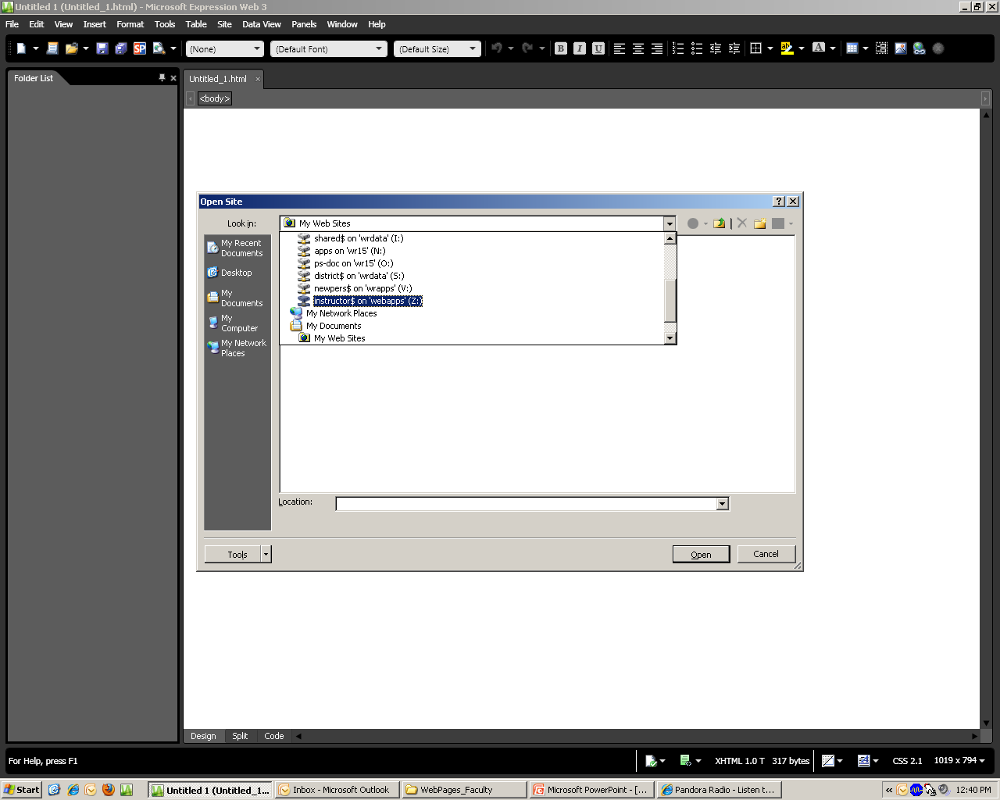 Untitled 1 (Untitled_1.html) - Microsoft Expression Web 3
File Edit View Insert Format Tools Table Site Data View Panels Window Help
SP (None) (Default Font) (Default Size) B I U ab A
Folder List
Untitled_1.html
<body>
Open Site
Look in: My Web Sites
My Recent Documents
Desktop
My Documents
My Computer
My Network Places
shared$ on 'wrdata' (I:)
apps on 'wr15' (N:)
ps-doc on 'wr15' (O:)
district$ on 'wrdata' (S:)
newpers$ on 'wrapps' (V:)
instructor$ on 'webapps' (Z:)
My Network Places
My Documents
My Web Sites
Location:
Tools Open Cancel
Design Split Code
For Help, press F1 XHTML 1.0 T 317 bytes CSS 2.1 1019 x 794
Start Untitled 1 (Untitled_1... Inbox - Microsoft Outlook WebPages_Faculty Microsoft PowerPoint - [... Pandora Radio - Listen t... « 12:40 PM